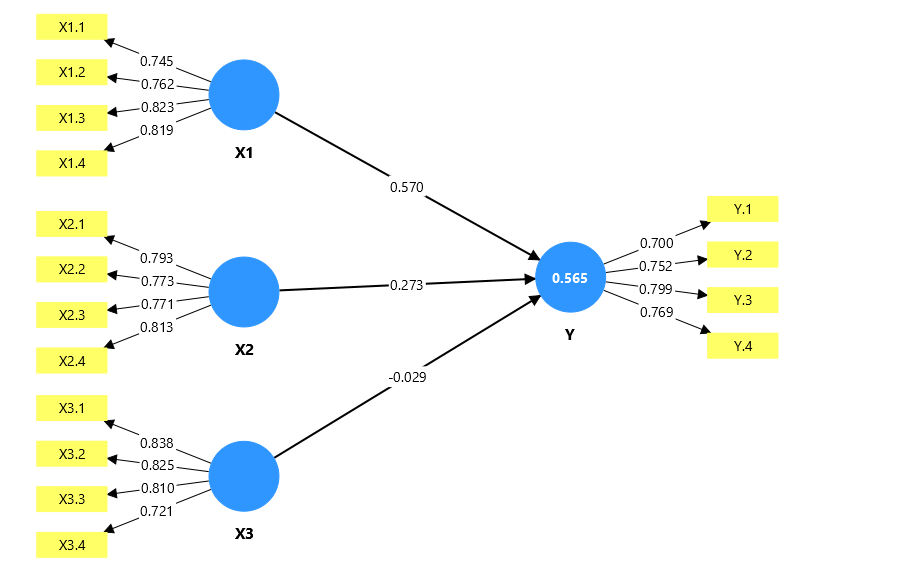 X1.1
0.745
X1.2
0.762
X1.3
0.823
0.819
X1.4
X1
0.570
X2.1
0.793
X2.2
0.773
X2.3
0.771
0.813
X2.4
X2
0.273
X3.1
0.838
X3.2
0.825
X3.3
0.810
0.721
X3.4
X3
-0.029
0.565
Y
Y.1
0.700
Y.2
0.752
Y.3
0.799
0.769
Y.4